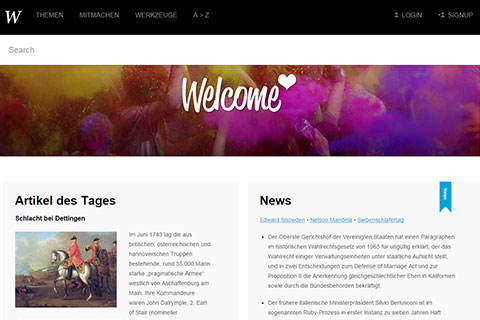 W THEMEN MITMACHEN WERKZEUGE A > Z LOGIN SIGNUP
Search
Welcome
Artikel des Tages
Schlacht bei Dettingen
Im Juni 1743 lag die aus
britischen, österreichischen und
hannoverschen Truppen
bestehende, rund 35.000 Mann
starke „pragmatische Armee“
westlich von Aschaffenburg am
Main. Ihre Kommandeure
waren John Dalrymple, 2. Earl
of Stair (nomineller
News
News
Edward Snowden • Nelson Mandela • Siebenschläfertag
Der Oberste Gerichtshof der Vereinigten Staaten hat einen Paragraphen
im historischen Wahlrechtsgesetz von 1965 für ungültig erklärt, der das
Wahlrecht einiger Verwaltungseinheiten unter staatliche Aufsicht stellt,
und in zwei Entscheidungen zum Defense of Marriage Act und zur
Proposition 8 die Anerkennung gleichgeschlechtlicher Ehen in Kalifornien
sowie durch die Bundesbehörden bekräftigt.
Der frühere italienische Ministerpräsident Silvio Berlusconi ist im
sogenannten Ruby-Prozess in erster Instanz zu sieben Jahren Haft